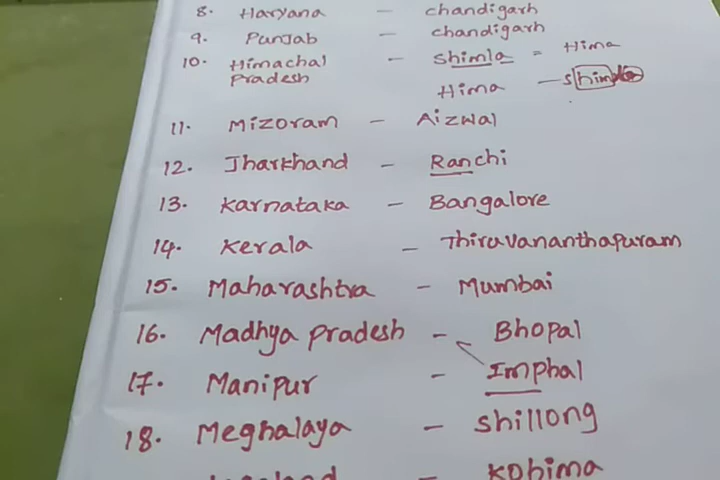 8. Haryana - chandigarh
9. Punjab - chandigarh
10. Himachal - shimla = Hima
Pradesh Hima - shimla
11. Mizoram - Aizwal
12. Jharkhand - Ranchi
13. Karnataka - Bangalore
14. Kerala - Thiruvananthapuram
15. Maharashtra - Mumbai
16. Madhya pradesh - Bhopal
17. Manipur - Imphal
18. Meghalaya - shillong
- Kohima